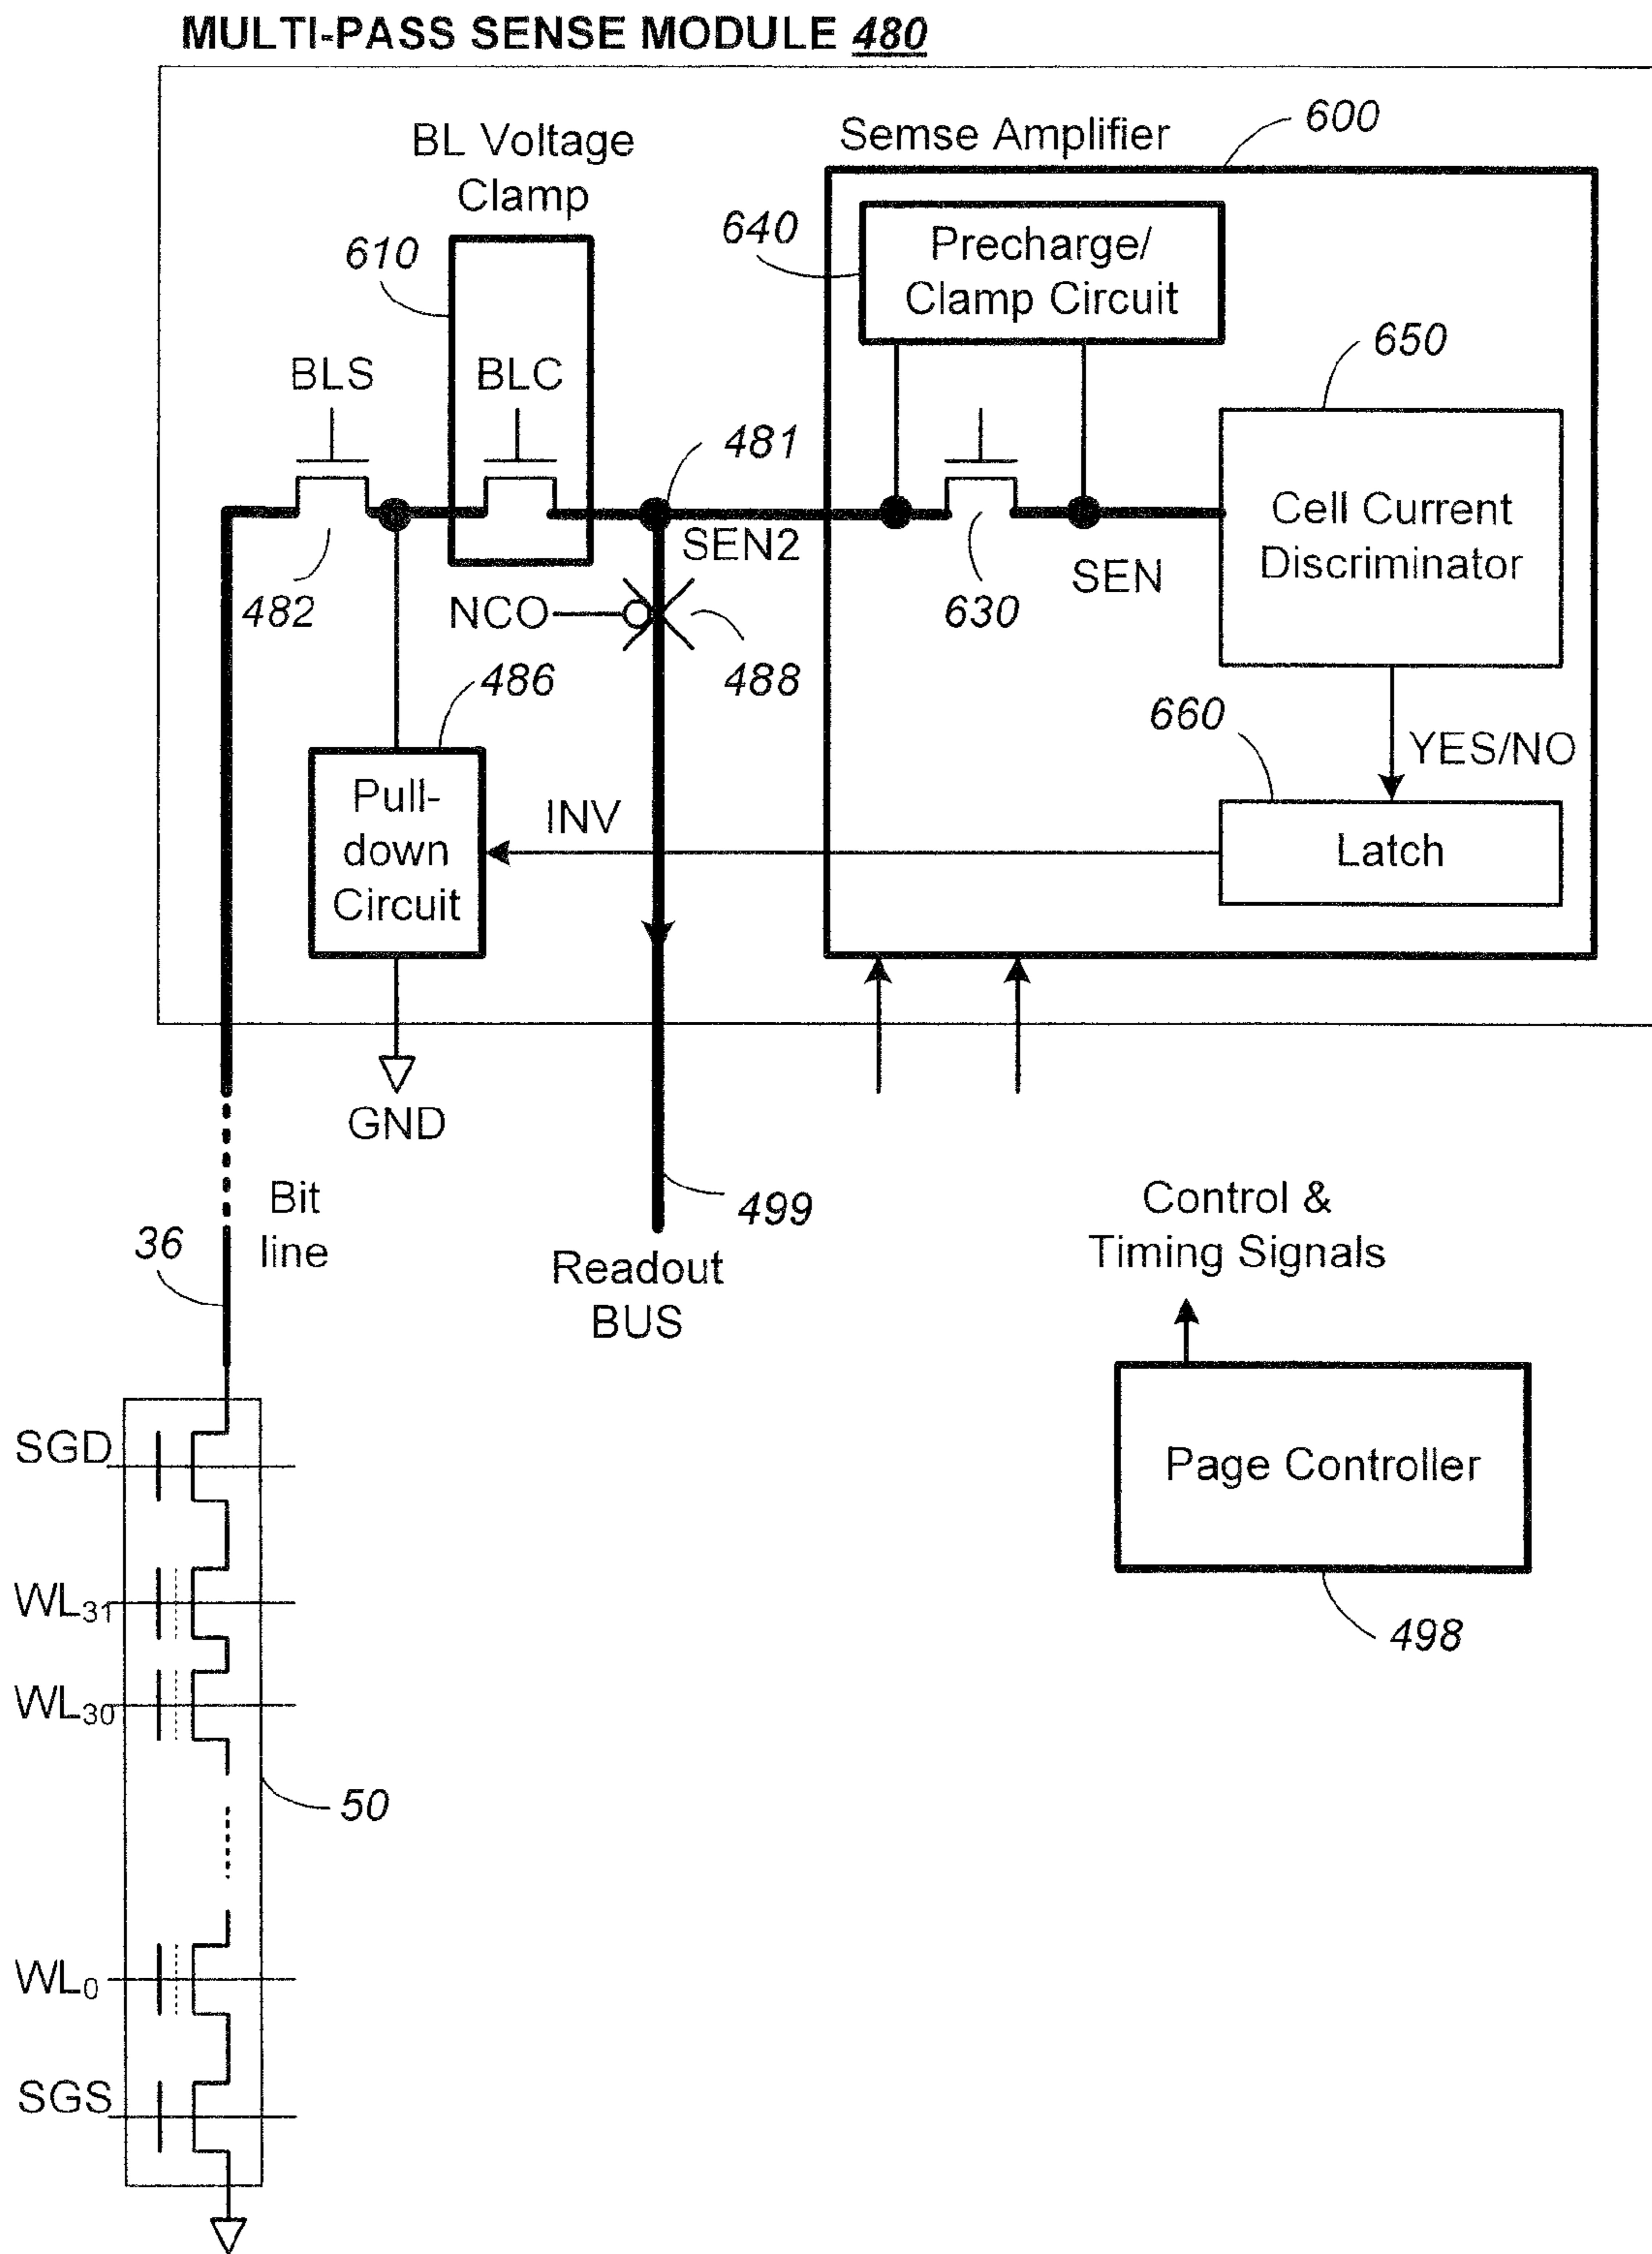 MULTI-PASS SENSE MODULE 480
BL Voltage
Clamp
Semse Amplifier
600
610
640
Precharge/
Clamp Circuit
650
BLS
BLC
481
Cell Current
Discriminator
482
SEN2
SEN
630
NCO
488
486
660
YES/NO
Pull-
down
Circuit
INV
Latch
GND
36
Bit
line
499
Readout
BUS
Control &
Timing Signals
Page Controller
498
SGD
WL31
WL30
50
WL0
SGS